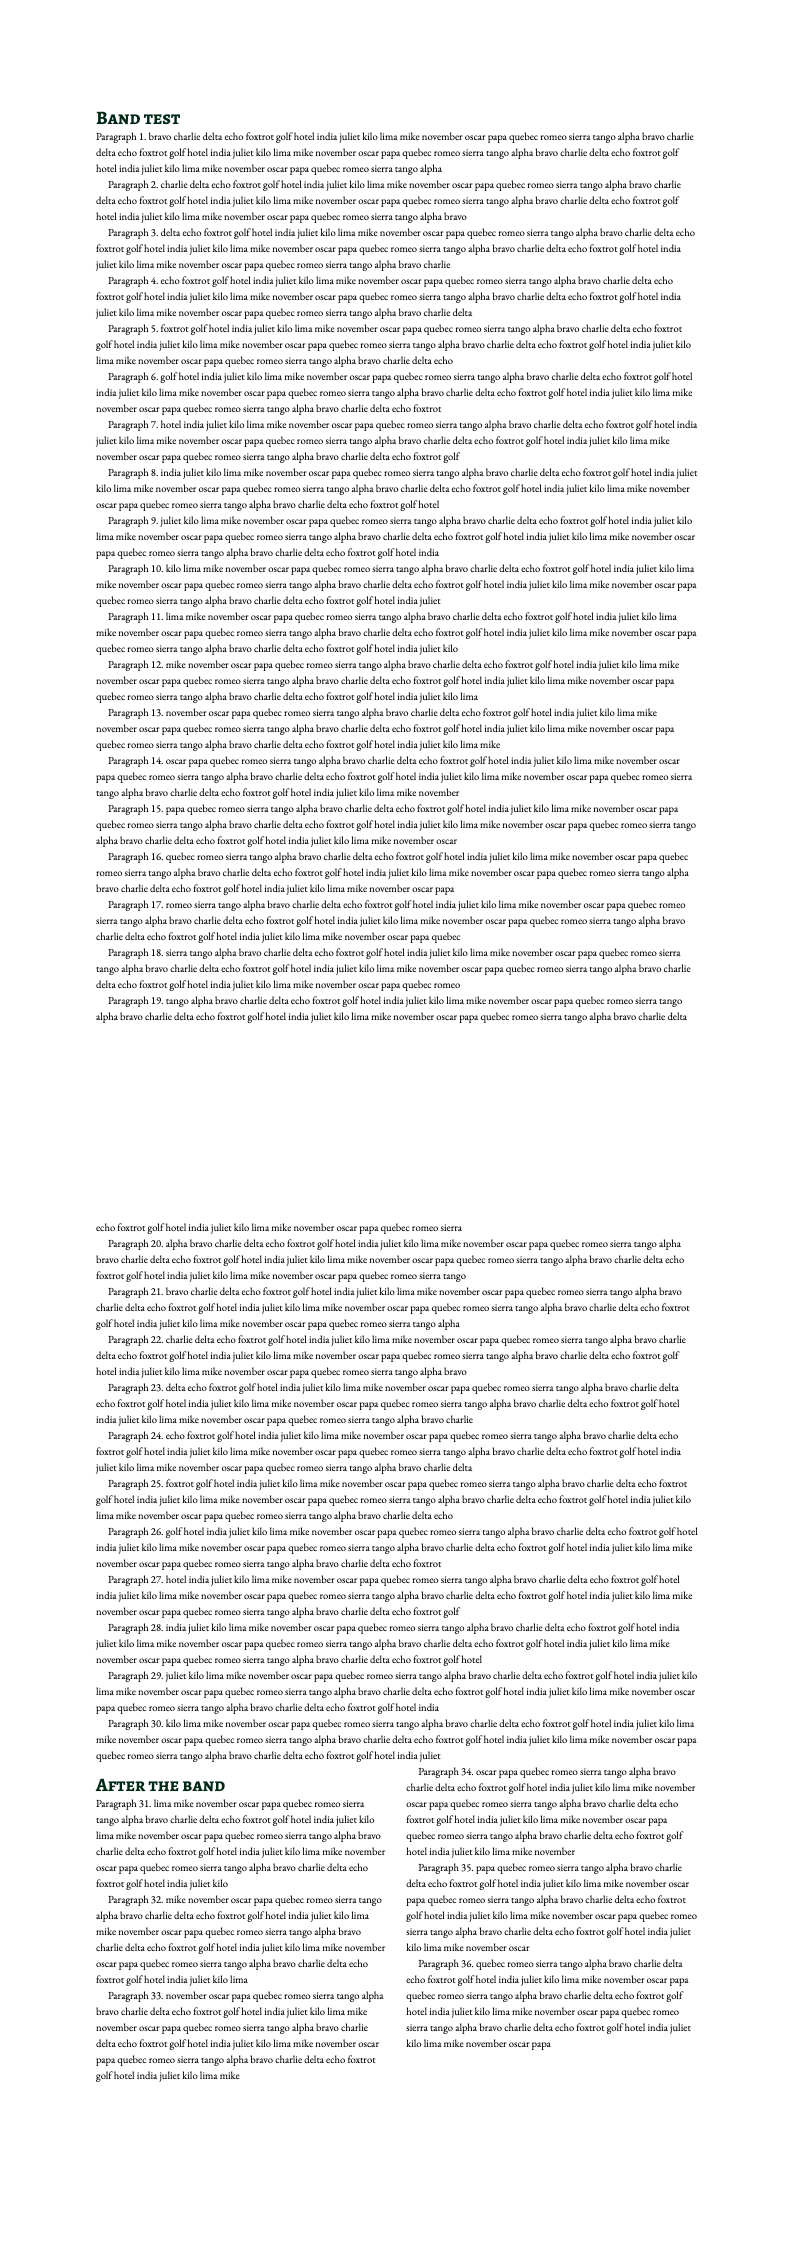 Band test
Paragraph 1. bravo charlie delta echo foxtrot golf hotel india juliet kilo lima mike november oscar papa quebec romeo sierra tango alpha bravo charlie
delta echo foxtrot golf hotel india juliet kilo lima mike november oscar papa quebec romeo sierra tango alpha bravo charlie delta echo foxtrot golf
hotel india juliet kilo lima mike november oscar papa quebec romeo sierra tango alpha
Paragraph 2. charlie delta echo foxtrot golf hotel india juliet kilo lima mike november oscar papa quebec romeo sierra tango alpha bravo charlie
delta echo foxtrot golf hotel india juliet kilo lima mike november oscar papa quebec romeo sierra tango alpha bravo charlie delta echo foxtrot golf
hotel india juliet kilo lima mike november oscar papa quebec romeo sierra tango alpha bravo
Paragraph 3. delta echo foxtrot golf hotel india juliet kilo lima mike november oscar papa quebec romeo sierra tango alpha bravo charlie delta echo
foxtrot golf hotel india juliet kilo lima mike november oscar papa quebec romeo sierra tango alpha bravo charlie delta echo foxtrot golf hotel india
juliet kilo lima mike november oscar papa quebec romeo sierra tango alpha bravo charlie
Paragraph 4. echo foxtrot golf hotel india juliet kilo lima mike november oscar papa quebec romeo sierra tango alpha bravo charlie delta echo
foxtrot golf hotel india juliet kilo lima mike november oscar papa quebec romeo sierra tango alpha bravo charlie delta echo foxtrot golf hotel india
juliet kilo lima mike november oscar papa quebec romeo sierra tango alpha bravo charlie delta
Paragraph 5. foxtrot golf hotel india juliet kilo lima mike november oscar papa quebec romeo sierra tango alpha bravo charlie delta echo foxtrot
golf hotel india juliet kilo lima mike november oscar papa quebec romeo sierra tango alpha bravo charlie delta echo foxtrot golf hotel india juliet kilo
lima mike november oscar papa quebec romeo sierra tango alpha bravo charlie delta echo
Paragraph 6. golf hotel india juliet kilo lima mike november oscar papa quebec romeo sierra tango alpha bravo charlie delta echo foxtrot golf hotel
india juliet kilo lima mike november oscar papa quebec romeo sierra tango alpha bravo charlie delta echo foxtrot golf hotel india juliet kilo lima mike
november oscar papa quebec romeo sierra tango alpha bravo charlie delta echo foxtrot
Paragraph 7. hotel india juliet kilo lima mike november oscar papa quebec romeo sierra tango alpha bravo charlie delta echo foxtrot golf hotel india
juliet kilo lima mike november oscar papa quebec romeo sierra tango alpha bravo charlie delta echo foxtrot golf hotel india juliet kilo lima mike
november oscar papa quebec romeo sierra tango alpha bravo charlie delta echo foxtrot golf
Paragraph 8. india juliet kilo lima mike november oscar papa quebec romeo sierra tango alpha bravo charlie delta echo foxtrot golf hotel india juliet
kilo lima mike november oscar papa quebec romeo sierra tango alpha bravo charlie delta echo foxtrot golf hotel india juliet kilo lima mike november
oscar papa quebec romeo sierra tango alpha bravo charlie delta echo foxtrot golf hotel
Paragraph 9. juliet kilo lima mike november oscar papa quebec romeo sierra tango alpha bravo charlie delta echo foxtrot golf hotel india juliet kilo
lima mike november oscar papa quebec romeo sierra tango alpha bravo charlie delta echo foxtrot golf hotel india juliet kilo lima mike november oscar
papa quebec romeo sierra tango alpha bravo charlie delta echo foxtrot golf hotel india
Paragraph 10. kilo lima mike november oscar papa quebec romeo sierra tango alpha bravo charlie delta echo foxtrot golf hotel india juliet kilo lima
mike november oscar papa quebec romeo sierra tango alpha bravo charlie delta echo foxtrot golf hotel india juliet kilo lima mike november oscar papa
quebec romeo sierra tango alpha bravo charlie delta echo foxtrot golf hotel india juliet
Paragraph 11. lima mike november oscar papa quebec romeo sierra tango alpha bravo charlie delta echo foxtrot golf hotel india juliet kilo lima
mike november oscar papa quebec romeo sierra tango alpha bravo charlie delta echo foxtrot golf hotel india juliet kilo lima mike november oscar papa
quebec romeo sierra tango alpha bravo charlie delta echo foxtrot golf hotel india juliet kilo
Paragraph 12. mike november oscar papa quebec romeo sierra tango alpha bravo charlie delta echo foxtrot golf hotel india juliet kilo lima mike
november oscar papa quebec romeo sierra tango alpha bravo charlie delta echo foxtrot golf hotel india juliet kilo lima mike november oscar papa
quebec romeo sierra tango alpha bravo charlie delta echo foxtrot golf hotel india juliet kilo lima
Paragraph 13. november oscar papa quebec romeo sierra tango alpha bravo charlie delta echo foxtrot golf hotel india juliet kilo lima mike
november oscar papa quebec romeo sierra tango alpha bravo charlie delta echo foxtrot golf hotel india juliet kilo lima mike november oscar papa
quebec romeo sierra tango alpha bravo charlie delta echo foxtrot golf hotel india juliet kilo lima mike
Paragraph 14. oscar papa quebec romeo sierra tango alpha bravo charlie delta echo foxtrot golf hotel india juliet kilo lima mike november oscar
papa quebec romeo sierra tango alpha bravo charlie delta echo foxtrot golf hotel india juliet kilo lima mike november oscar papa quebec romeo sierra
tango alpha bravo charlie delta echo foxtrot golf hotel india juliet kilo lima mike november
Paragraph 15. papa quebec romeo sierra tango alpha bravo charlie delta echo foxtrot golf hotel india juliet kilo lima mike november oscar papa
quebec romeo sierra tango alpha bravo charlie delta echo foxtrot golf hotel india juliet kilo lima mike november oscar papa quebec romeo sierra tango
alpha bravo charlie delta echo foxtrot golf hotel india juliet kilo lima mike november oscar
Paragraph 16. quebec romeo sierra tango alpha bravo charlie delta echo foxtrot golf hotel india juliet kilo lima mike november oscar papa quebec
romeo sierra tango alpha bravo charlie delta echo foxtrot golf hotel india juliet kilo lima mike november oscar papa quebec romeo sierra tango alpha
bravo charlie delta echo foxtrot golf hotel india juliet kilo lima mike november oscar papa
Paragraph 17. romeo sierra tango alpha bravo charlie delta echo foxtrot golf hotel india juliet kilo lima mike november oscar papa quebec romeo
sierra tango alpha bravo charlie delta echo foxtrot golf hotel india juliet kilo lima mike november oscar papa quebec romeo sierra tango alpha bravo
charlie delta echo foxtrot golf hotel india juliet kilo lima mike november oscar papa quebec
Paragraph 18. sierra tango alpha bravo charlie delta echo foxtrot golf hotel india juliet kilo lima mike november oscar papa quebec romeo sierra
tango alpha bravo charlie delta echo foxtrot golf hotel india juliet kilo lima mike november oscar papa quebec romeo sierra tango alpha bravo charlie
delta echo foxtrot golf hotel india juliet kilo lima mike november oscar papa quebec romeo
Paragraph 19. tango alpha bravo charlie delta echo foxtrot golf hotel india juliet kilo lima mike november oscar papa quebec romeo sierra tango
alpha bravo charlie delta echo foxtrot golf hotel india juliet kilo lima mike november oscar papa quebec romeo sierra tango alpha bravo charlie delta
echo foxtrot golf hotel india juliet kilo lima mike november oscar papa quebec romeo sierra
Paragraph 20. alpha bravo charlie delta echo foxtrot golf hotel india juliet kilo lima mike november oscar papa quebec romeo sierra tango alpha
bravo charlie delta echo foxtrot golf hotel india juliet kilo lima mike november oscar papa quebec romeo sierra tango alpha bravo charlie delta echo
foxtrot golf hotel india juliet kilo lima mike november oscar papa quebec romeo sierra tango
Paragraph 21. bravo charlie delta echo foxtrot golf hotel india juliet kilo lima mike november oscar papa quebec romeo sierra tango alpha bravo
charlie delta echo foxtrot golf hotel india juliet kilo lima mike november oscar papa quebec romeo sierra tango alpha bravo charlie delta echo foxtrot
golf hotel india juliet kilo lima mike november oscar papa quebec romeo sierra tango alpha
Paragraph 22. charlie delta echo foxtrot golf hotel india juliet kilo lima mike november oscar papa quebec romeo sierra tango alpha bravo charlie
delta echo foxtrot golf hotel india juliet kilo lima mike november oscar papa quebec romeo sierra tango alpha bravo charlie delta echo foxtrot golf
hotel india juliet kilo lima mike november oscar papa quebec romeo sierra tango alpha bravo
Paragraph 23. delta echo foxtrot golf hotel india juliet kilo lima mike november oscar papa quebec romeo sierra tango alpha bravo charlie delta
echo foxtrot golf hotel india juliet kilo lima mike november oscar papa quebec romeo sierra tango alpha bravo charlie delta echo foxtrot golf hotel
india juliet kilo lima mike november oscar papa quebec romeo sierra tango alpha bravo charlie
Paragraph 24. echo foxtrot golf hotel india juliet kilo lima mike november oscar papa quebec romeo sierra tango alpha bravo charlie delta echo
foxtrot golf hotel india juliet kilo lima mike november oscar papa quebec romeo sierra tango alpha bravo charlie delta echo foxtrot golf hotel india
juliet kilo lima mike november oscar papa quebec romeo sierra tango alpha bravo charlie delta
Paragraph 25. foxtrot golf hotel india juliet kilo lima mike november oscar papa quebec romeo sierra tango alpha bravo charlie delta echo foxtrot
golf hotel india juliet kilo lima mike november oscar papa quebec romeo sierra tango alpha bravo charlie delta echo foxtrot golf hotel india juliet kilo
lima mike november oscar papa quebec romeo sierra tango alpha bravo charlie delta echo
Paragraph 26. golf hotel india juliet kilo lima mike november oscar papa quebec romeo sierra tango alpha bravo charlie delta echo foxtrot golf hotel
india juliet kilo lima mike november oscar papa quebec romeo sierra tango alpha bravo charlie delta echo foxtrot golf hotel india juliet kilo lima mike
november oscar papa quebec romeo sierra tango alpha bravo charlie delta echo foxtrot
Paragraph 27. hotel india juliet kilo lima mike november oscar papa quebec romeo sierra tango alpha bravo charlie delta echo foxtrot golf hotel
india juliet kilo lima mike november oscar papa quebec romeo sierra tango alpha bravo charlie delta echo foxtrot golf hotel india juliet kilo lima mike
november oscar papa quebec romeo sierra tango alpha bravo charlie delta echo foxtrot golf
Paragraph 28. india juliet kilo lima mike november oscar papa quebec romeo sierra tango alpha bravo charlie delta echo foxtrot golf hotel india
juliet kilo lima mike november oscar papa quebec romeo sierra tango alpha bravo charlie delta echo foxtrot golf hotel india juliet kilo lima mike
november oscar papa quebec romeo sierra tango alpha bravo charlie delta echo foxtrot golf hotel
Paragraph 29. juliet kilo lima mike november oscar papa quebec romeo sierra tango alpha bravo charlie delta echo foxtrot golf hotel india juliet kilo
lima mike november oscar papa quebec romeo sierra tango alpha bravo charlie delta echo foxtrot golf hotel india juliet kilo lima mike november oscar
papa quebec romeo sierra tango alpha bravo charlie delta echo foxtrot golf hotel india
Paragraph 30. kilo lima mike november oscar papa quebec romeo sierra tango alpha bravo charlie delta echo foxtrot golf hotel india juliet kilo lima
mike november oscar papa quebec romeo sierra tango alpha bravo charlie delta echo foxtrot golf hotel india juliet kilo lima mike november oscar papa
quebec romeo sierra tango alpha bravo charlie delta echo foxtrot golf hotel india juliet
After the band
Paragraph 31. lima mike november oscar papa quebec romeo sierra
tango alpha bravo charlie delta echo foxtrot golf hotel india juliet kilo
lima mike november oscar papa quebec romeo sierra tango alpha bravo
charlie delta echo foxtrot golf hotel india juliet kilo lima mike november
oscar papa quebec romeo sierra tango alpha bravo charlie delta echo
foxtrot golf hotel india juliet kilo
Paragraph 32. mike november oscar papa quebec romeo sierra tango
alpha bravo charlie delta echo foxtrot golf hotel india juliet kilo lima
mike november oscar papa quebec romeo sierra tango alpha bravo
charlie delta echo foxtrot golf hotel india juliet kilo lima mike november
oscar papa quebec romeo sierra tango alpha bravo charlie delta echo
foxtrot golf hotel india juliet kilo lima
Paragraph 33. november oscar papa quebec romeo sierra tango alpha
bravo charlie delta echo foxtrot golf hotel india juliet kilo lima mike
november oscar papa quebec romeo sierra tango alpha bravo charlie
delta echo foxtrot golf hotel india juliet kilo lima mike november oscar
papa quebec romeo sierra tango alpha bravo charlie delta echo foxtrot
golf hotel india juliet kilo lima mike
Paragraph 34. oscar papa quebec romeo sierra tango alpha bravo
charlie delta echo foxtrot golf hotel india juliet kilo lima mike november
oscar papa quebec romeo sierra tango alpha bravo charlie delta echo
foxtrot golf hotel india juliet kilo lima mike november oscar papa
quebec romeo sierra tango alpha bravo charlie delta echo foxtrot golf
hotel india juliet kilo lima mike november
Paragraph 35. papa quebec romeo sierra tango alpha bravo charlie
delta echo foxtrot golf hotel india juliet kilo lima mike november oscar
papa quebec romeo sierra tango alpha bravo charlie delta echo foxtrot
golf hotel india juliet kilo lima mike november oscar papa quebec romeo
sierra tango alpha bravo charlie delta echo foxtrot golf hotel india juliet
kilo lima mike november oscar
Paragraph 36. quebec romeo sierra tango alpha bravo charlie delta
echo foxtrot golf hotel india juliet kilo lima mike november oscar papa
quebec romeo sierra tango alpha bravo charlie delta echo foxtrot golf
hotel india juliet kilo lima mike november oscar papa quebec romeo
sierra tango alpha bravo charlie delta echo foxtrot golf hotel india juliet
kilo lima mike november oscar papa